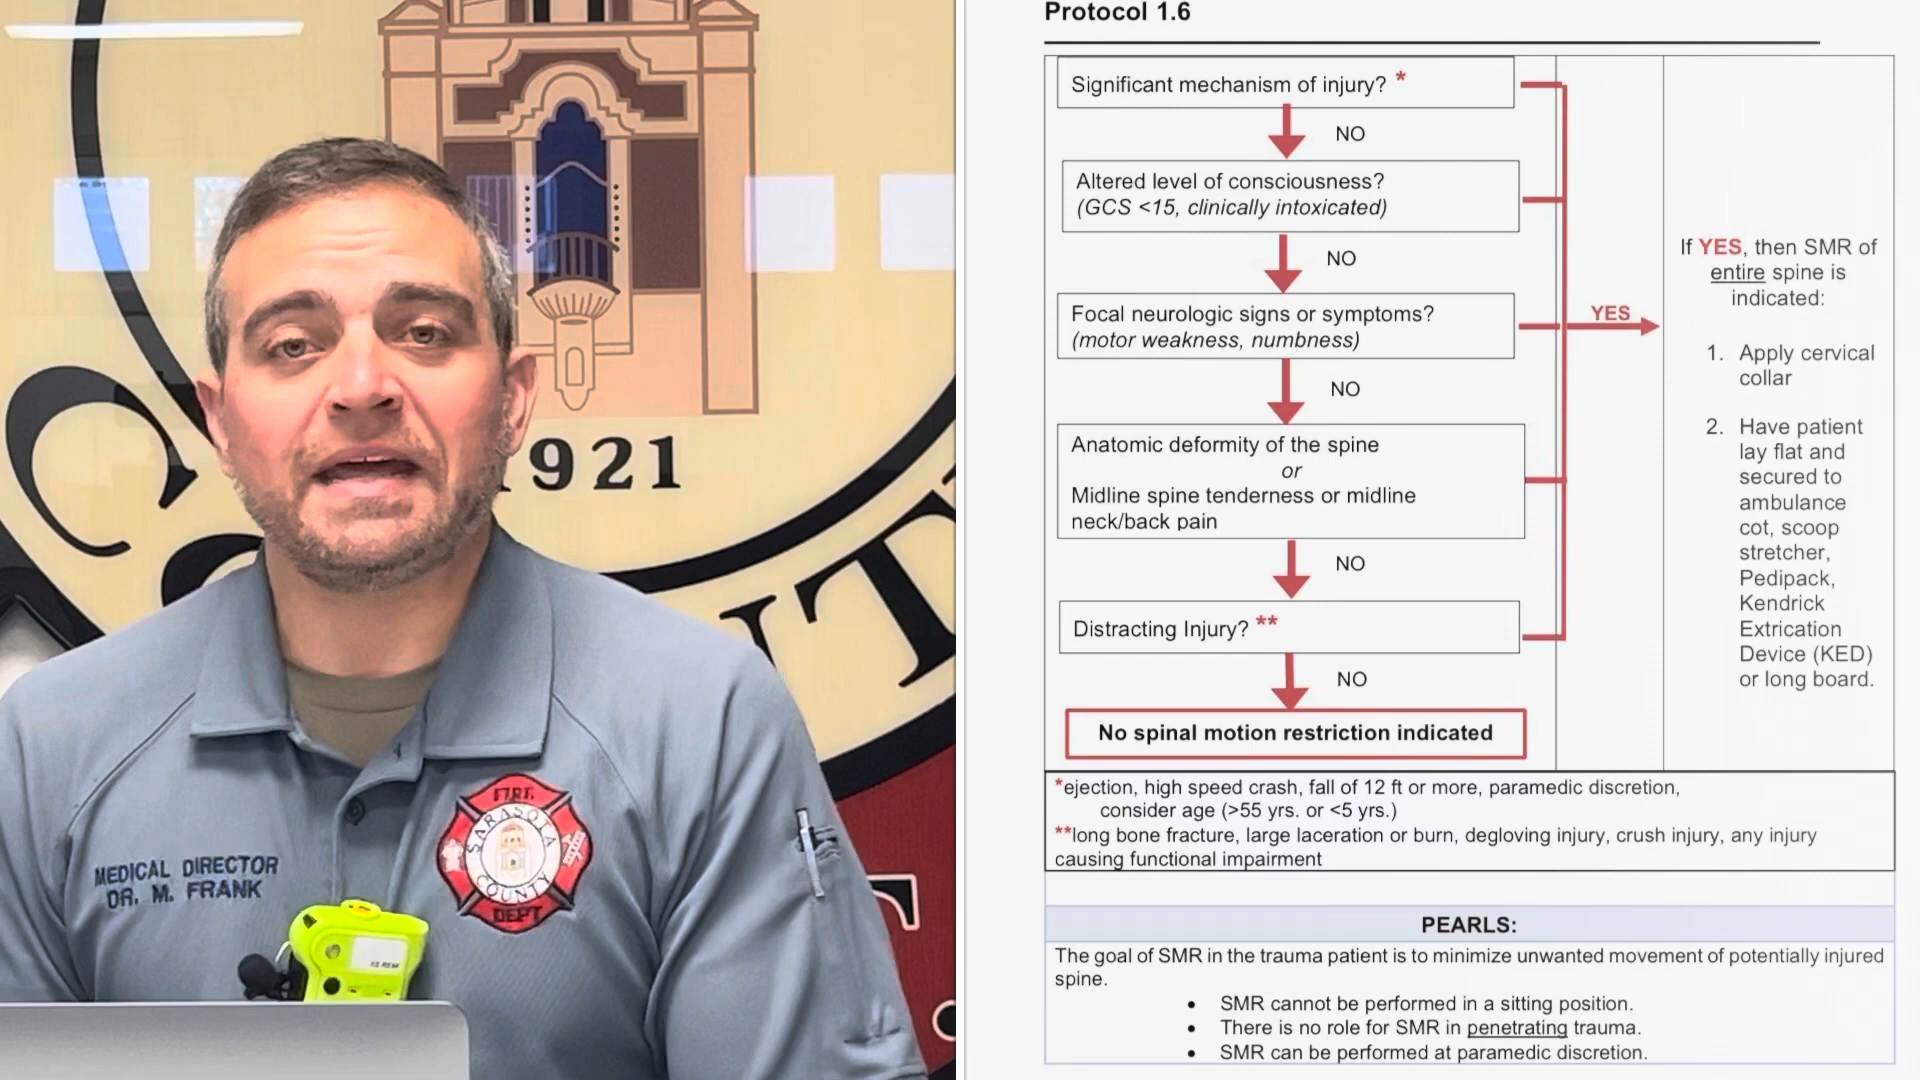 1921
C
NT
T.
MEDICAL DIRECTOR
DR. M. FRANK
FIRE
SARASOTA
COUNTY
DEPT
Protocol 1.6
Significant mechanism of injury? *
NO
Altered level of consciousness?
(GCS <15, clinically intoxicated)
NO
Focal neurologic signs or symptoms?
(motor weakness, numbness)
NO
Anatomic deformity of the spine
or
Midline spine tenderness or midline
neck/back pain
NO
Distracting Injury? **
NO
No spinal motion restriction indicated
YES
If YES, then SMR of
entire spine is
indicated:
1. Apply cervical
collar
2. Have patient
lay flat and
secured to
ambulance
cot, scoop
stretcher,
Pedipack,
Kendrick
Extrication
Device (KED)
or long board.
*ejection, high speed crash, fall of 12 ft or more, paramedic discretion,
consider age (>55 yrs. or <5 yrs.)
**long bone fracture, large laceration or burn, degloving injury, crush injury, any injury
causing functional impairment
PEARLS:
The goal of SMR in the trauma patient is to minimize unwanted movement of potentially injured
spine.
• SMR cannot be performed in a sitting position.
• There is no role for SMR in penetrating trauma.
• SMR can be performed at paramedic discretion.